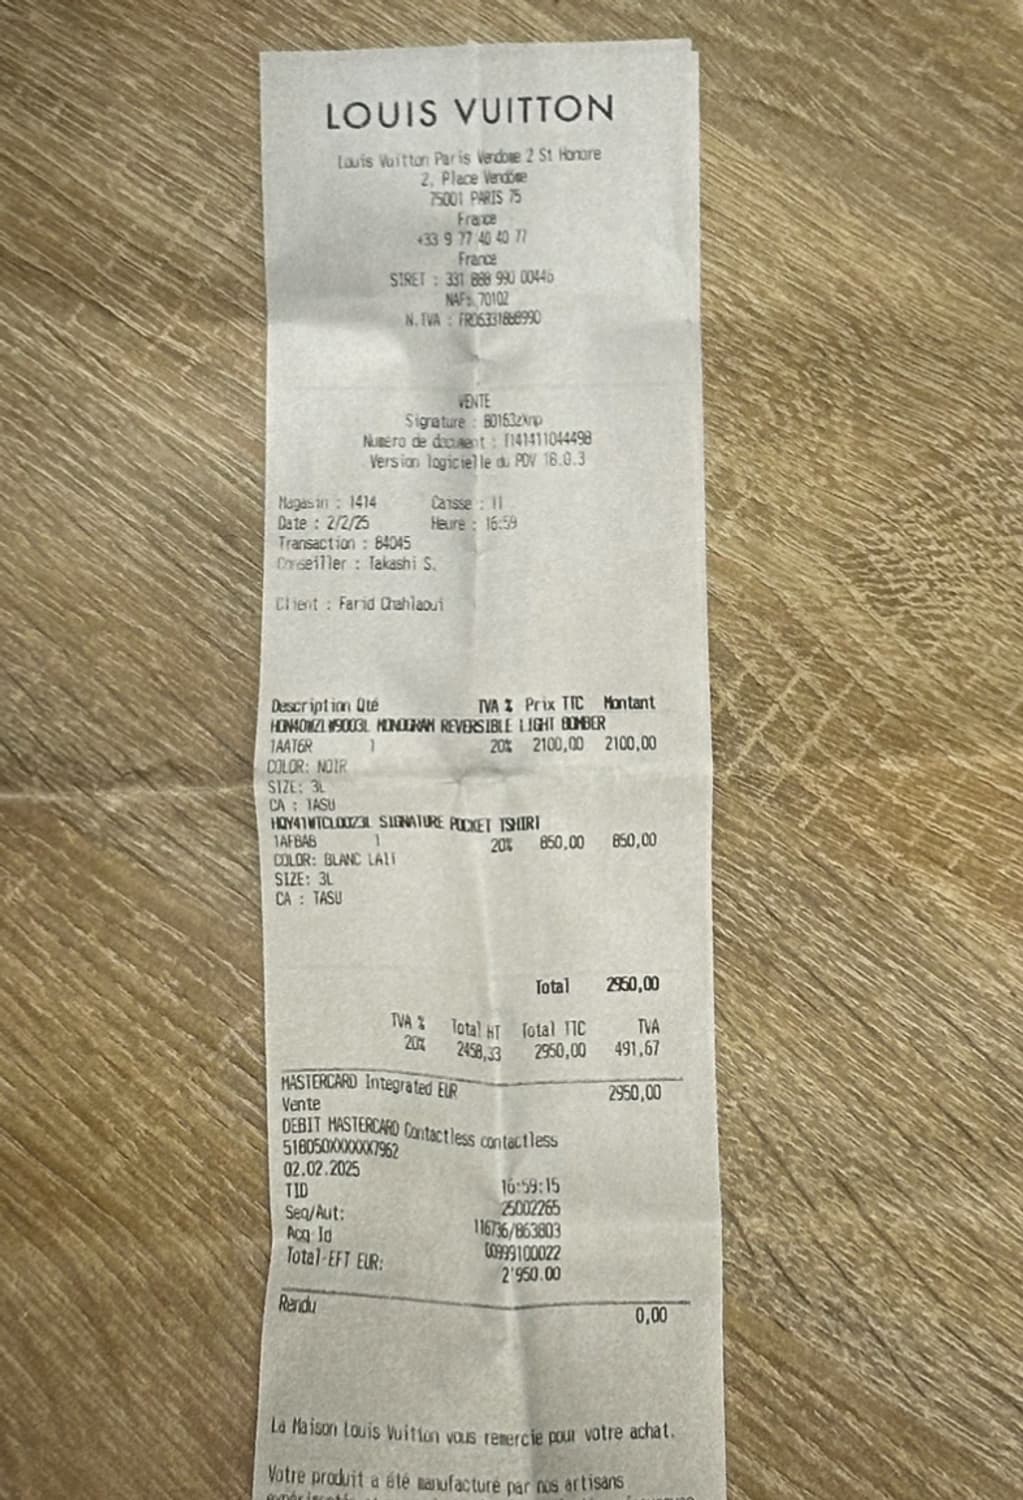 LOUIS VUITTON
Louis Vuitton Paris Vendome 2 St Honore
2, Place Vendôme
75001 PARIS 75
France
+33 9 77 40 40 77
France
SIRET : 331 888 990 00446
NAF: 7010Z
N.TVA : FR06331888990
VENTE
Signature : 80163zXnp
Numéro de document : T141411044498
Version logicielle du PDV 18.0.3
Magasin : 1414 Caisse : 11
Date : 2/2/25 Heure : 16:59
Transaction : 84045
Conseiller : Takashi S.
Client : Farid Chahlaoui
Description Qté TVA % Prix TTC Montant
MONOGRAM REVERSIBLE LIGHT BOMBER
1AAT6R 1 20% 2100,00 2100,00
COLOR: NOIR
SIZE: 3L
CA : TASU
SIGNATURE POCKET TSHIRT
1AFBAB 1 20% 850,00 850,00
COLOR: BLANC LAIT
SIZE: 3L
CA : TASU
Total 2950,00
TVA % Total HT Total TTC TVA
20% 2458,33 2950,00 491,67
MASTERCARD Integrated EUR 2950,00
Vente
DEBIT MASTERCARD Contactless contactless
518050XXXXXX7962
02.02.2025 16:59:15
TID 25002265
Seq/Aut: 116736/863803
Acq-Id 00999100022
Total-EFT EUR: 2'950.00
Rendu 0,00
La Maison Louis Vuitton vous remercie pour votre achat.
Votre produit a été manufacturé par nos artisans